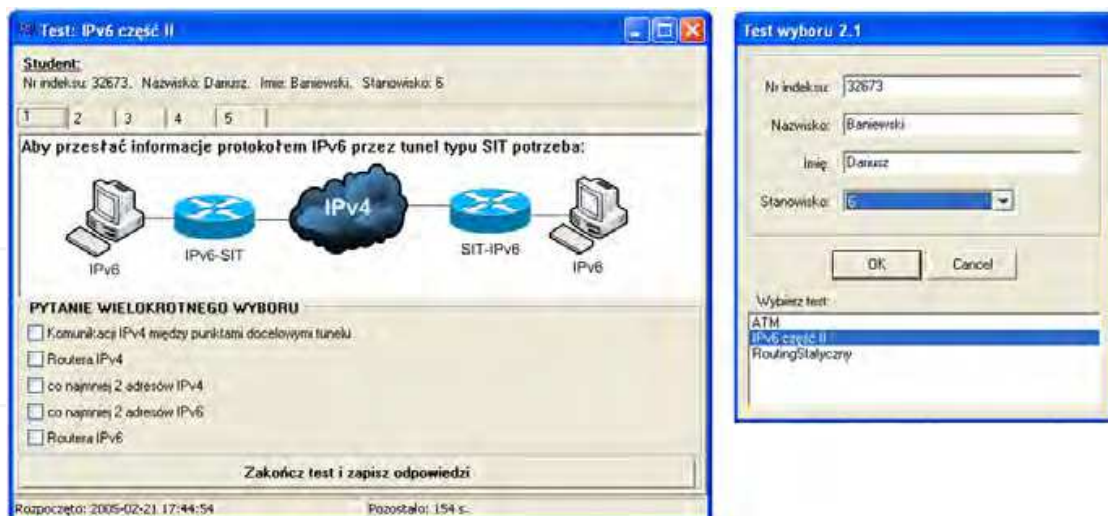 Test: IPv6 część II
Student:
Nr indeksu: 32673, Nazwisko: Dariusz, Imie: Baniewski, Stanowisko: 6
1 2 3 4 5
Aby przesłać informacje protokołem IPv6 przez tunel typu SIT potrzeba:
IPv4
IPv6-SIT
SIT-IPv6
IPv6
IPv6
PYTANIE WIELOKROTNEGO WYBORU
Komunikacji IPv4 między punktami docelowymi tunelu
Routera IPv4
co najmniej 2 adresów IPv4
co najmniej 2 adresów IPv6
Routera IPv6
Zakończ test i zapisz odpowiedzi
Rozpoczęto: 2005-02-21 17:44:54 Pozostało: 154 s.
Test wyboru 2.1
Nr indeksu: 32673
Nazwisko: Baniewski
Imię: Dariusz
Stanowisko: 6
OK Cancel
Wybierz test:
ATM
IPv6 część II
RoutingStatyczny